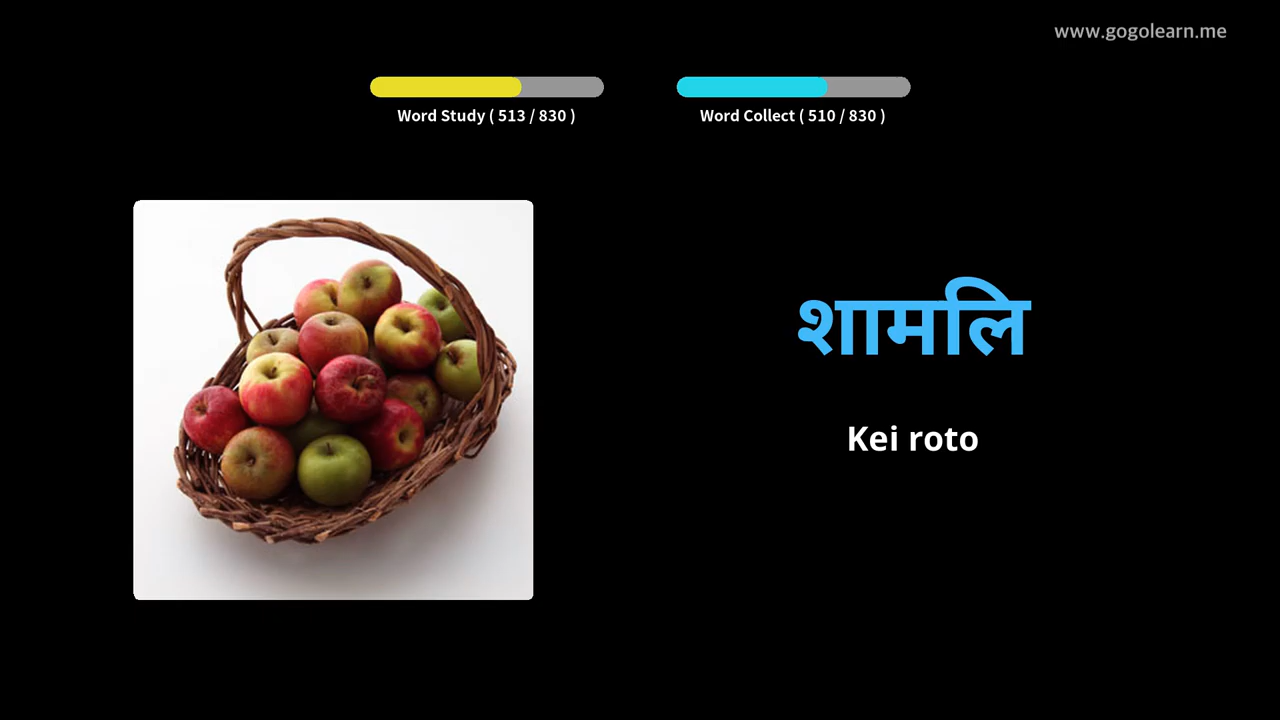 www.gogolearn.me
Word Study ( 513 / 830 )
Word Collect ( 510 / 830 )
शामलि
Kei roto